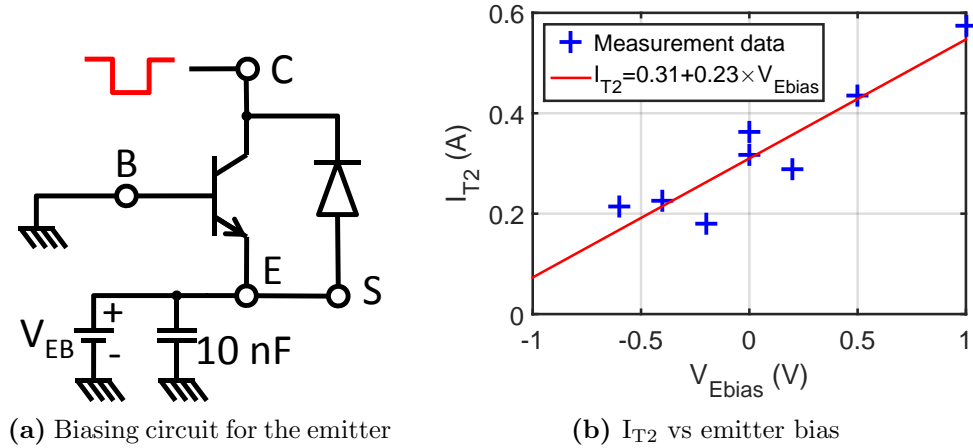 C
B
E
S
V_EB
+
-
10 nF
(a) Biasing circuit for the emitter
I_T2 (A)
0.6
0.4
0.2
0
Measurement data
I_T2=0.31+0.23×V_Ebias
-1
-0.5
0
0.5
1
V_Ebias (V)
(b) I_T2 vs emitter bias